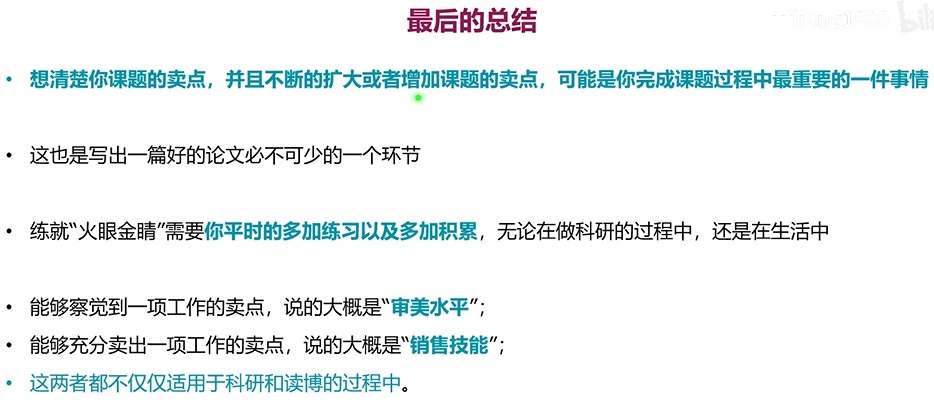 最后的总结
• 想清楚你课题的卖点，并且不断的扩大或者增加课题的卖点，可能是你完成课题过程中最重要的一件事情
• 这也是写出一篇好的论文必不可少的一个环节
• 练就“火眼金睛”需要你平时的多加练习以及多加积累，无论在做科研的过程中，还是在生活中
• 能够察觉到一项工作的卖点，说的大概是“审美水平”；
• 能够充分卖出一项工作的卖点，说的大概是“销售技能”；
• 这两者都不仅仅适用于科研和读博的过程中。